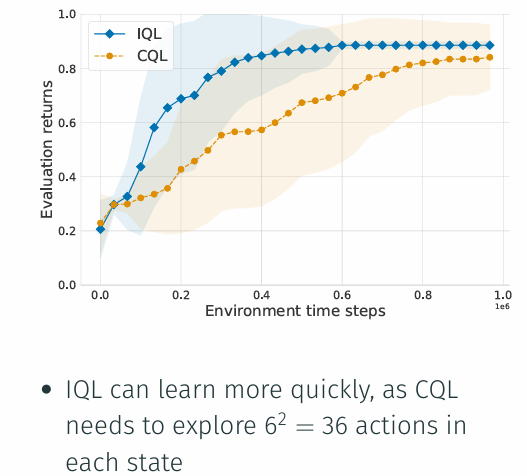 1.0
0.8
0.6
0.4
0.2
0.0
Evaluation returns
IQL
CQL
0.0 0.2 0.4 0.6 0.8 1.0
1e6
Environment time steps
• IQL can learn more quickly, as CQL
needs to explore 6² = 36 actions in
each state